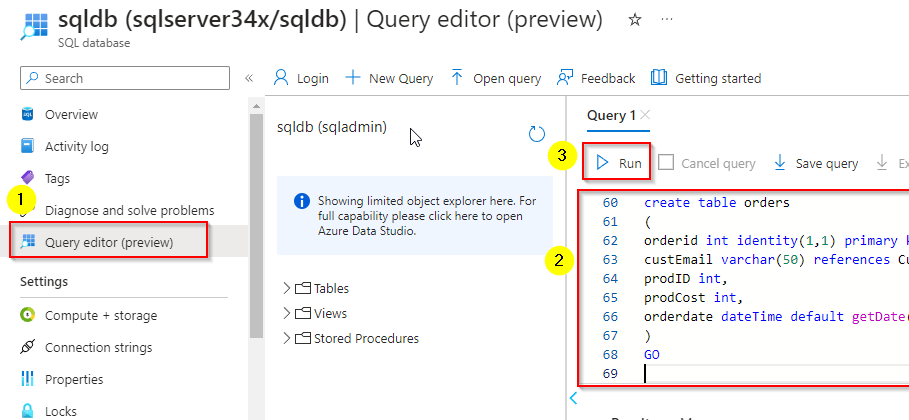 sqldb (sqlserver34x/sqldb) | Query editor (preview)
SQL database
Search
Overview
Activity log
Tags
1
Diagnose and solve problems
Query editor (preview)
Settings
Compute + storage
Connection strings
Properties
Locks
Login
New Query
Open query
Feedback
Getting started
sqldb (sqladmin)
Showing limited object explorer here. For
full capability please click here to open
Azure Data Studio.
Tables
Views
Stored Procedures
Query 1
3
Run
Cancel query
Save query
2
60 create table orders
61 (
62 orderid int identity(1,1) primary
63 custEmail varchar(50) references
64 prodID int,
65 prodCost int,
66 orderdate dateTime default getDate(
67 )
68 GO
69